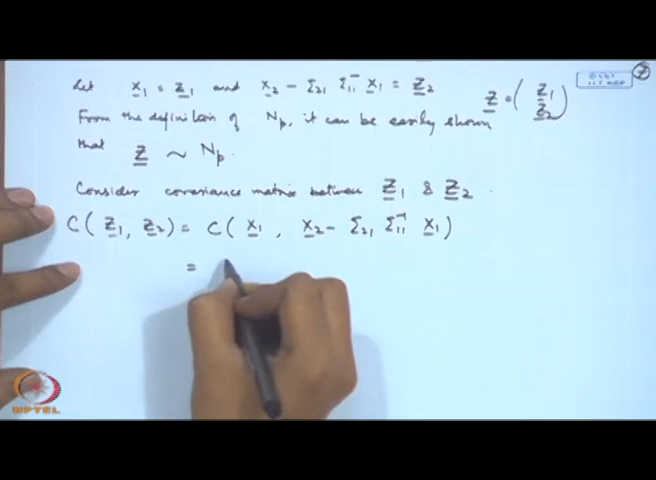 Let x₁ = z₁ and x₂ − Σ₂₁ Σ₁₁⁻ x₁ = z₂ z = ( z₁ z₂ )
From the definition of Nₚ, it can be easily shown
that z ~ Nₚ.
Consider covariance matrix between z₁ & z₂.
C( z₁, z₂ ) = C( x₁ , x₂ − Σ₂₁ Σ₁₁⁻¹ x₁ )
=
NPTEL